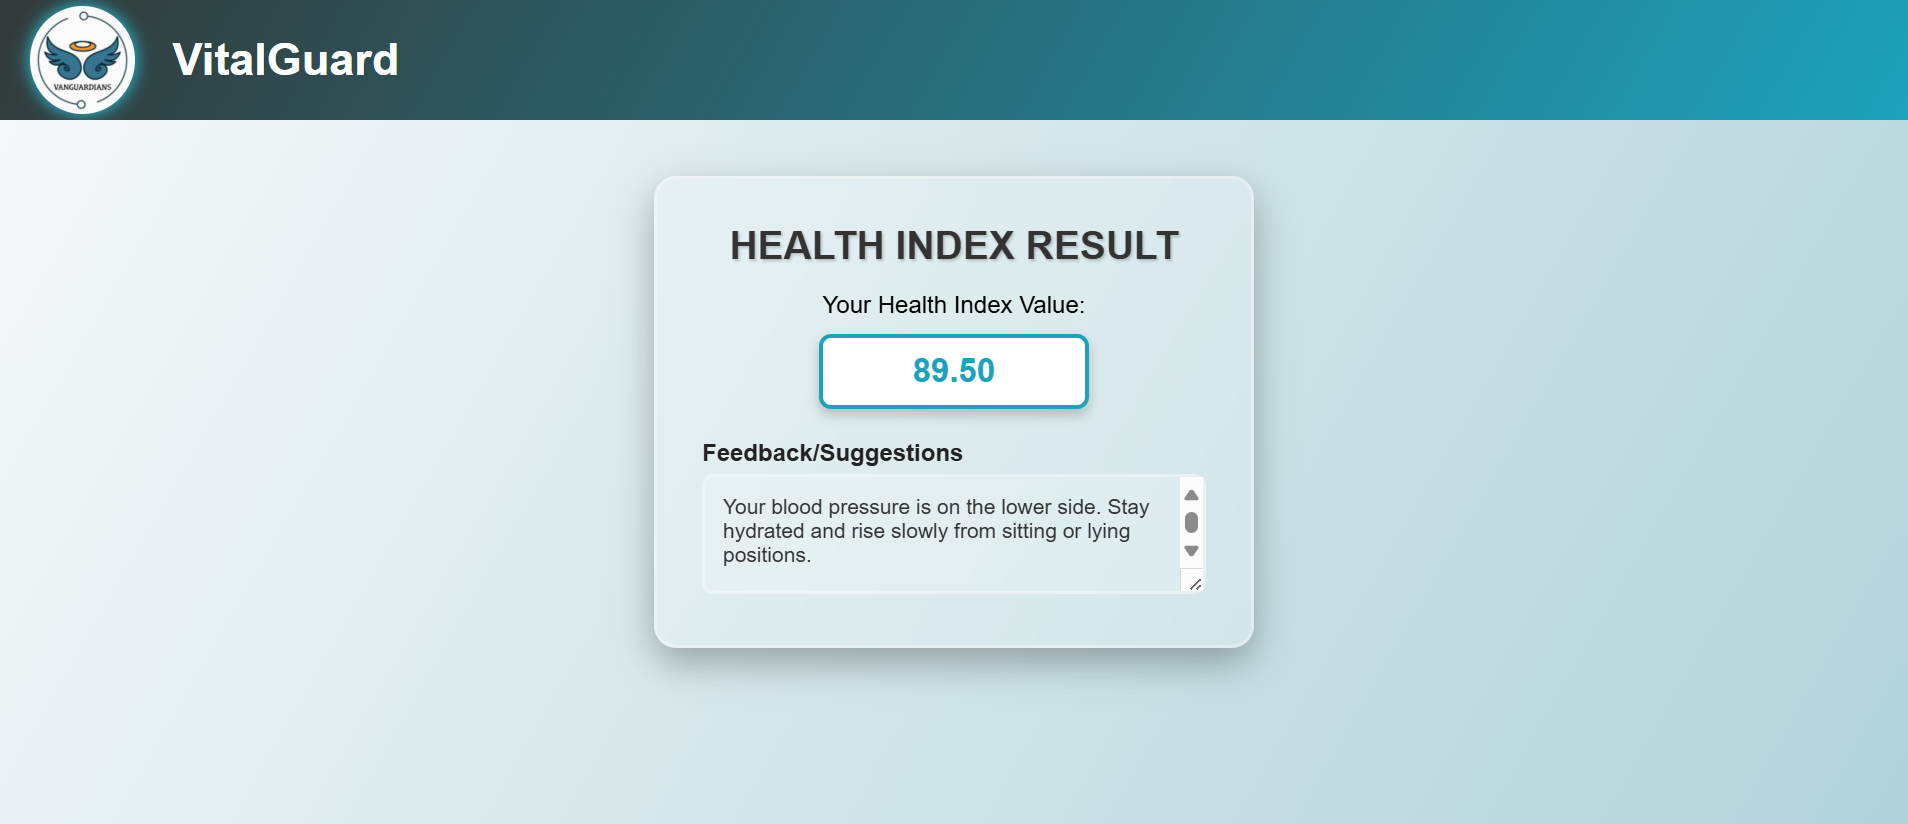 VANGUARDIANS
VitalGuard
HEALTH INDEX RESULT
Your Health Index Value:
89.50
Feedback/Suggestions
Your blood pressure is on the lower side. Stay
hydrated and rise slowly from sitting or lying
positions.